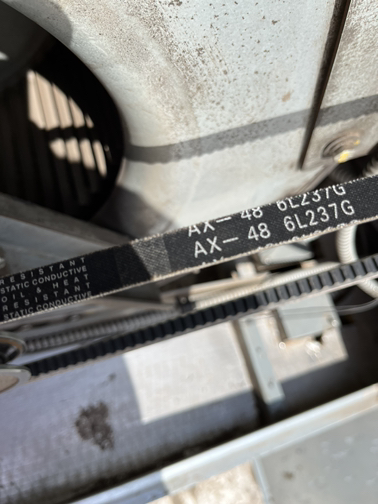 AX-48 6L237G
AX-48 6L237G
RESISTANT
STATIC CONDUCTIVE
OIL & HEAT
RESISTANT
STATIC CONDUCTIVE